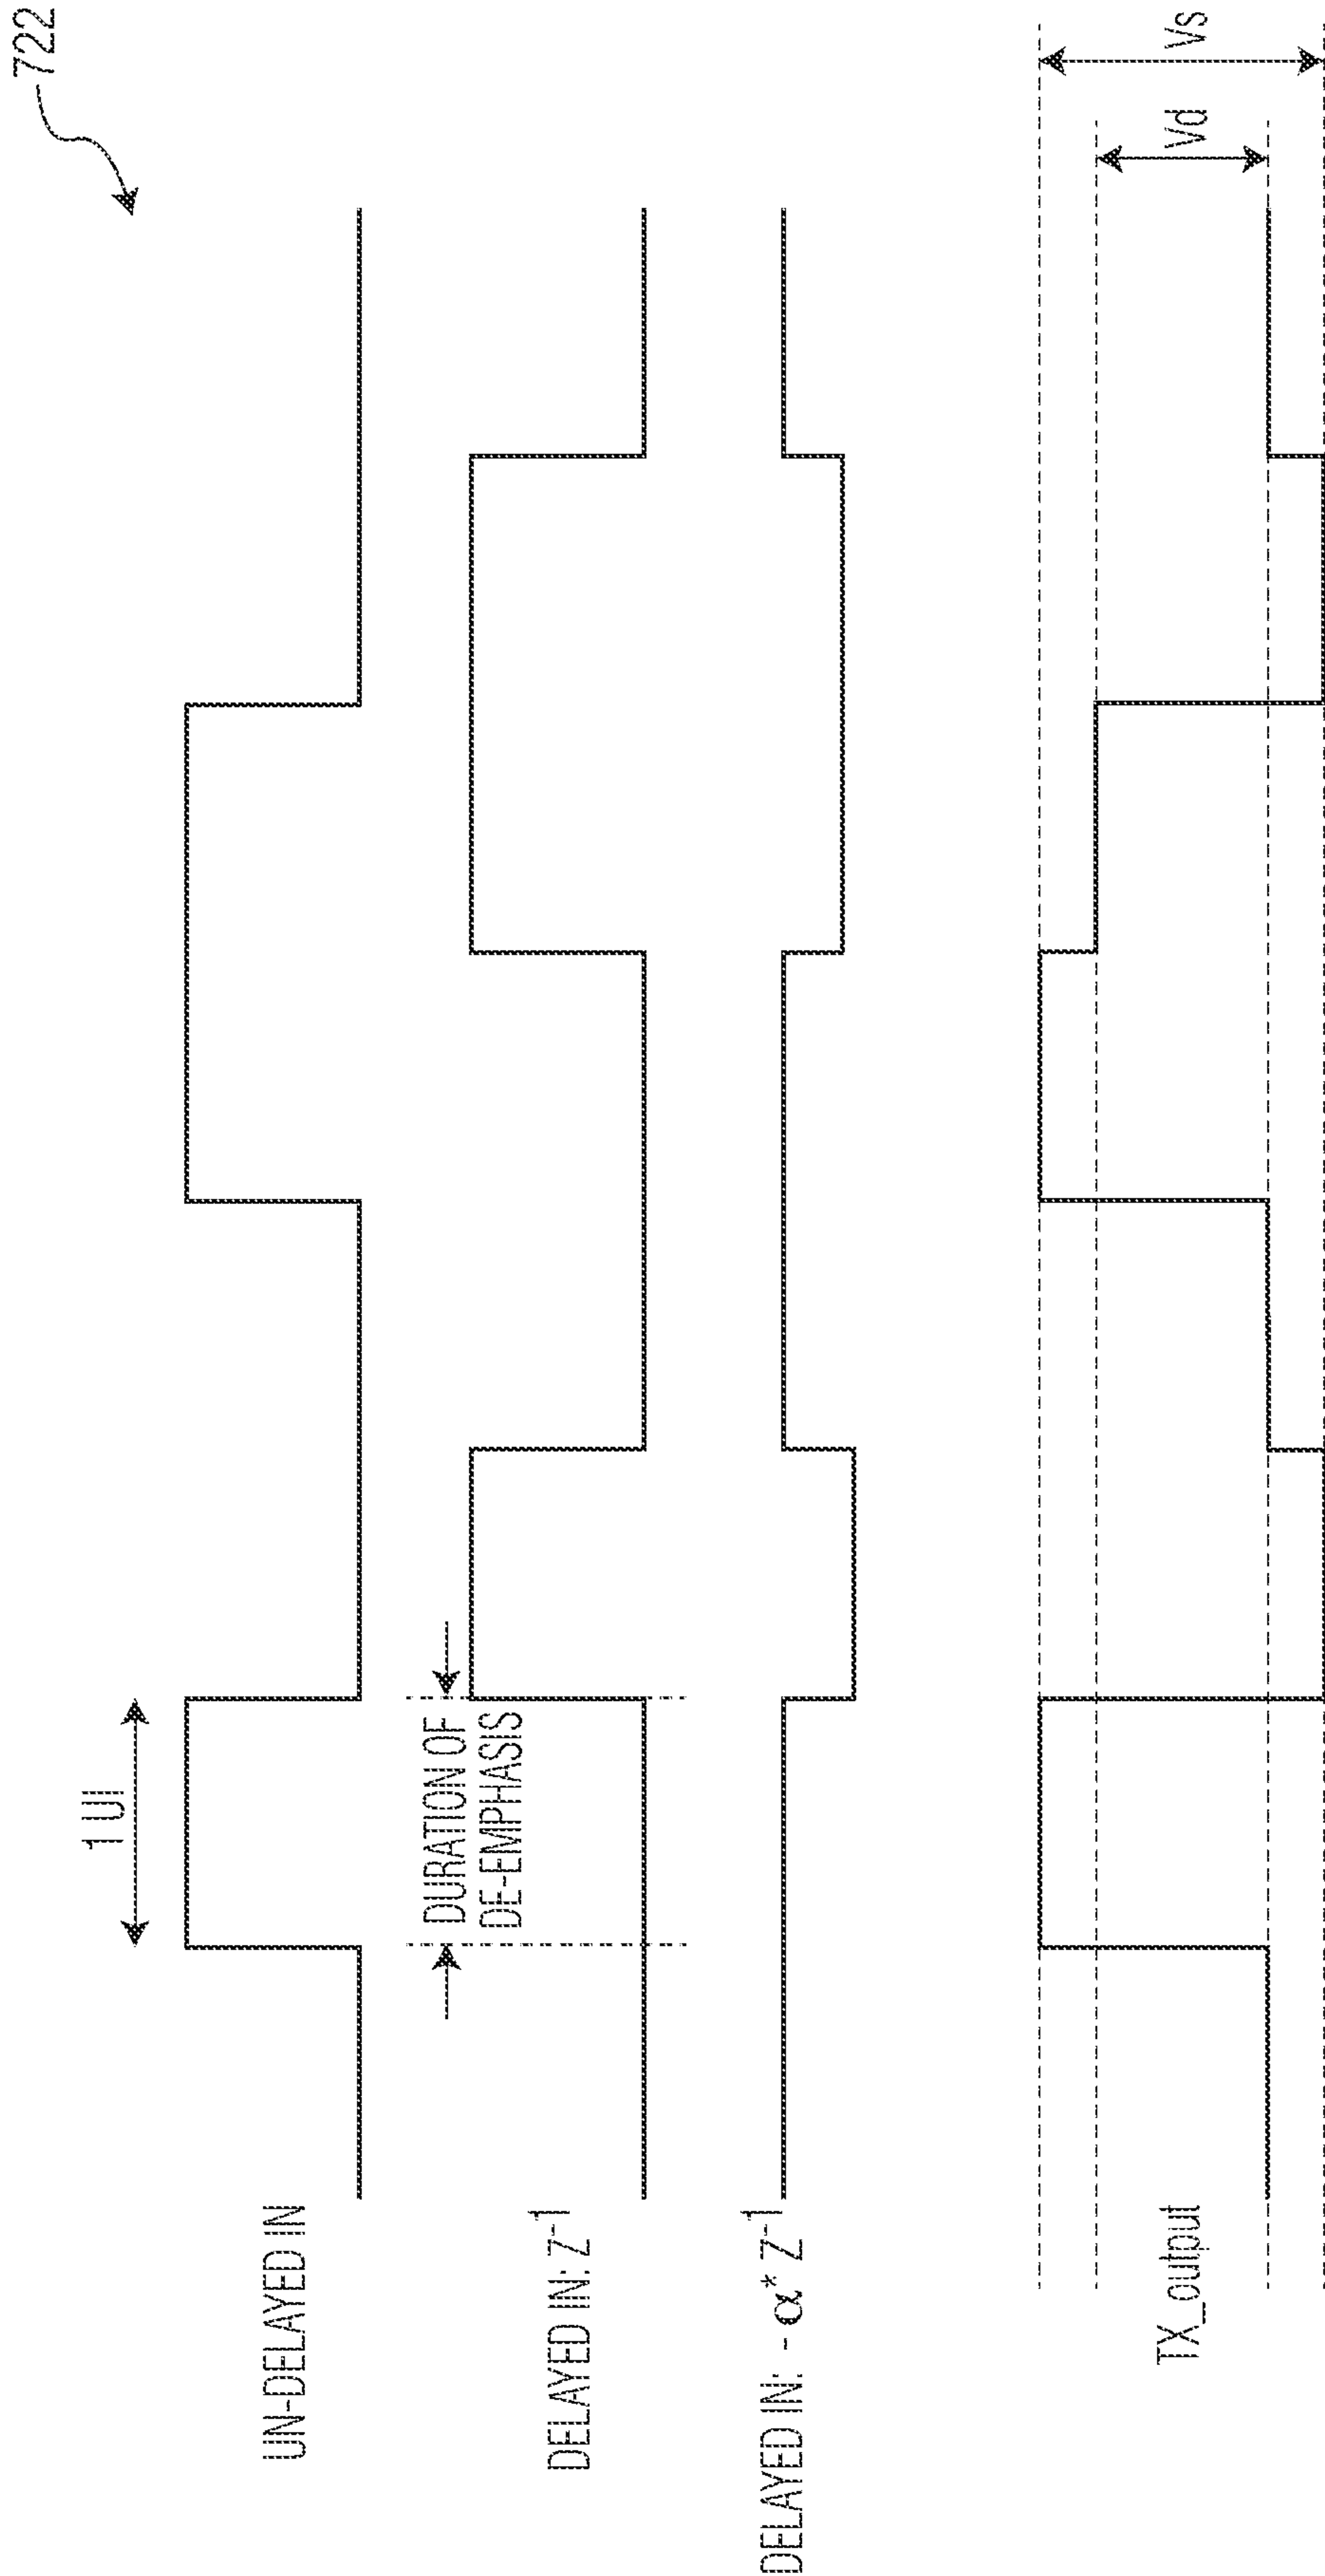 722
1 UI
UN-DELAYED IN
DURATION OF
DE-EMPHASIS
DELAYED IN: Z⁻¹
DELAYED IN: - α* Z⁻¹
TX_output
Vd
Vs